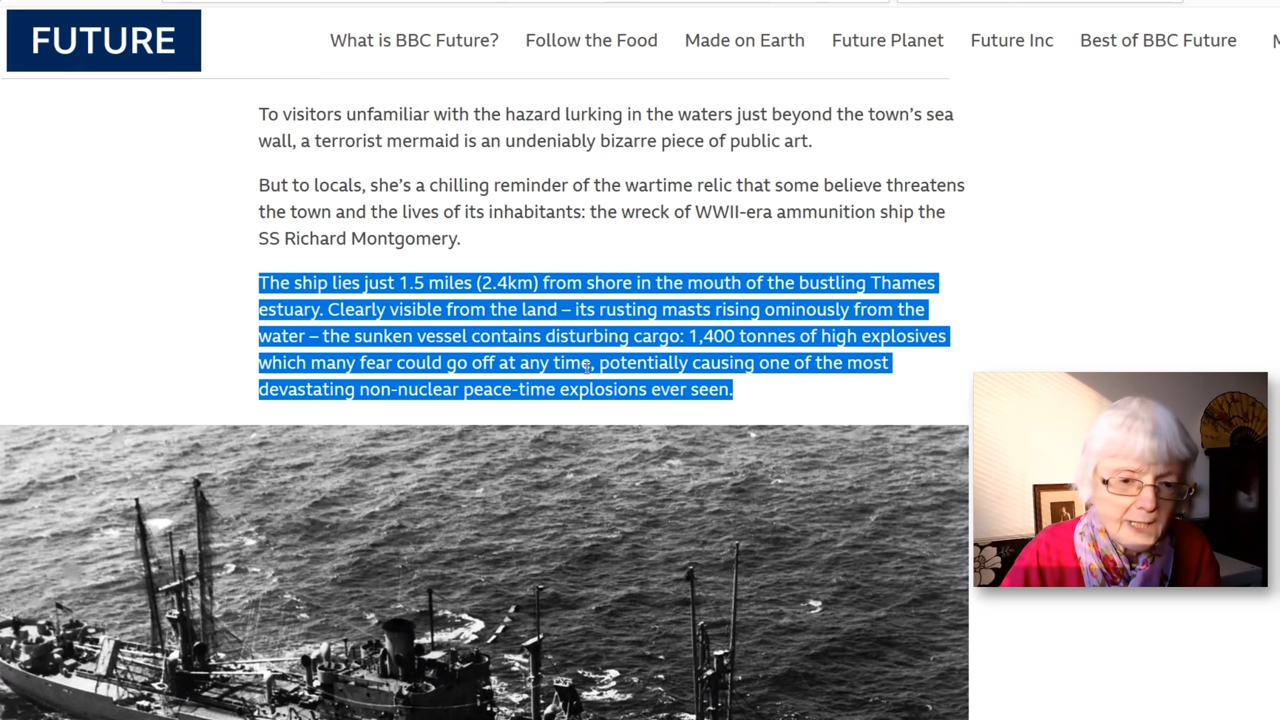 FUTURE
What is BBC Future? Follow the Food Made on Earth Future Planet Future Inc Best of BBC Future
To visitors unfamiliar with the hazard lurking in the waters just beyond the town’s sea
wall, a terrorist mermaid is an undeniably bizarre piece of public art.
But to locals, she’s a chilling reminder of the wartime relic that some believe threatens
the town and the lives of its inhabitants: the wreck of WWII-era ammunition ship the
SS Richard Montgomery.
The ship lies just 1.5 miles (2.4km) from shore in the mouth of the bustling Thames
estuary. Clearly visible from the land – its rusting masts rising ominously from the
water – the sunken vessel contains disturbing cargo: 1,400 tonnes of high explosives
which many fear could go off at any time, potentially causing one of the most
devastating non-nuclear peace-time explosions ever seen.